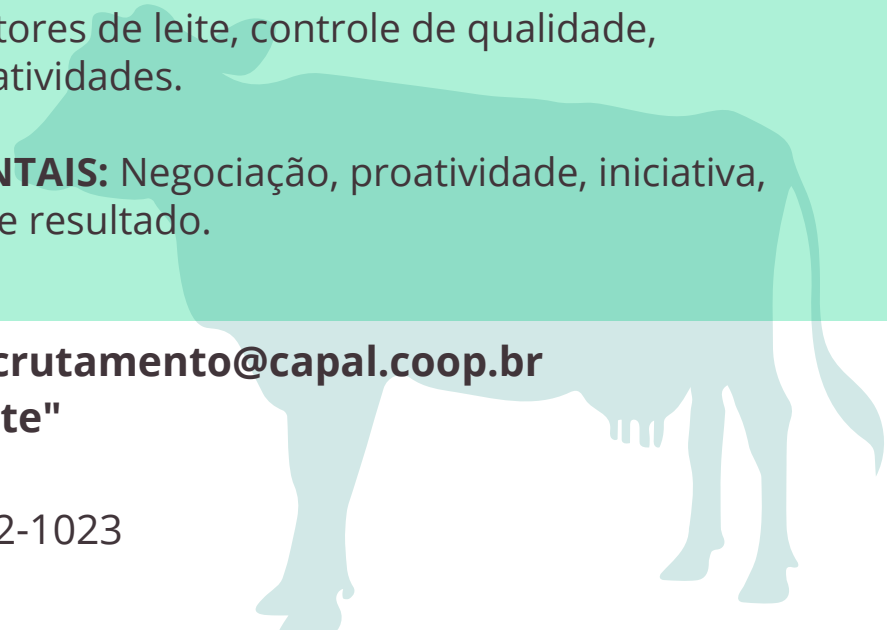 tores de leite, controle de qualidade,
atividades.
NTAIS: Negociação, proatividade, iniciativa,
e resultado.
crutamento@capal.coop.br
te"
2-1023